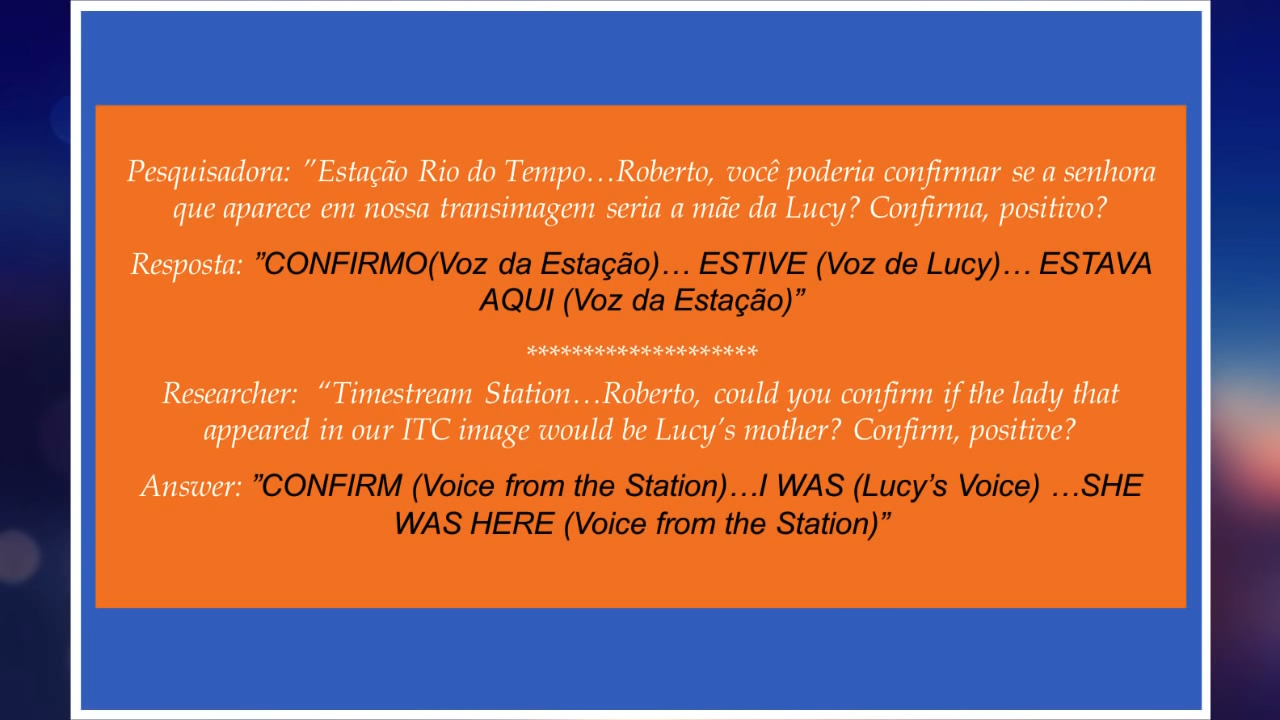 Pesquisadora: ”Estação Rio do Tempo…Roberto, você poderia confirmar se a senhora
que aparece em nossa transimagem seria a mãe da Lucy? Confirma, positivo?
Resposta: ”CONFIRMO(Voz da Estação)… ESTIVE (Voz de Lucy)… ESTAVA
AQUI (Voz da Estação)”
********************
Researcher: “Timestream Station…Roberto, could you confirm if the lady that
appeared in our ITC image would be Lucy’s mother? Confirm, positive?
Answer: ”CONFIRM (Voice from the Station)…I WAS (Lucy’s Voice) …SHE
WAS HERE (Voice from the Station)”